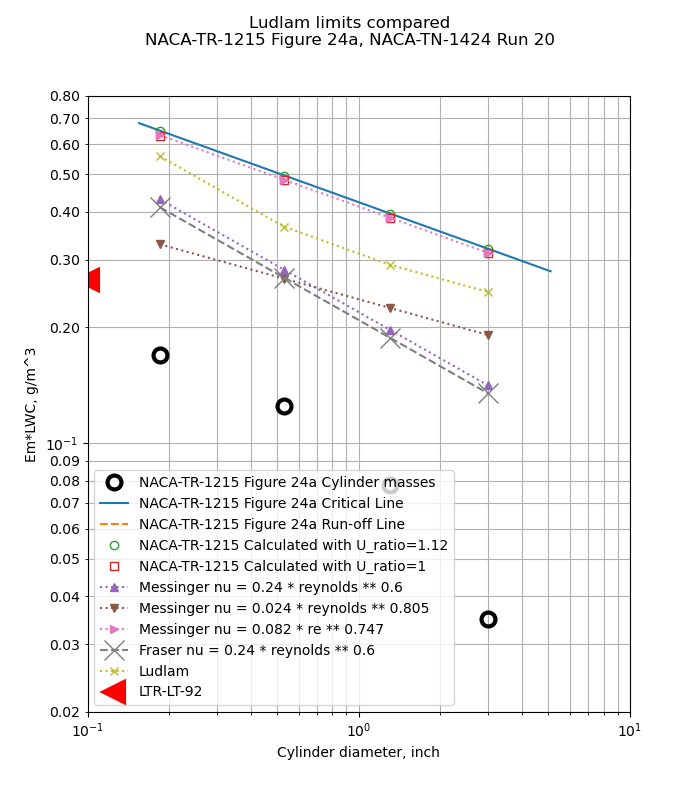 Ludlam limits compared
NACA-TR-1215 Figure 24a, NACA-TN-1424 Run 20
Em*LWC, g/m^3
0.80
0.70
0.60
0.50
0.40
0.30
0.20
10⁻¹
0.09
0.08
0.07
0.06
0.05
0.04
0.03
0.02
NACA-TR-1215 Figure 24a Cylinder masses
NACA-TR-1215 Figure 24a Critical Line
NACA-TR-1215 Figure 24a Run-off Line
NACA-TR-1215 Calculated with U_ratio=1.12
NACA-TR-1215 Calculated with U_ratio=1
Messinger nu = 0.24 * reynolds ** 0.6
Messinger nu = 0.024 * reynolds ** 0.805
Messinger nu = 0.082 * re ** 0.747
Fraser nu = 0.24 * reynolds ** 0.6
Ludlam
LTR-LT-92
10⁻¹ 10⁰ 10¹
Cylinder diameter, inch